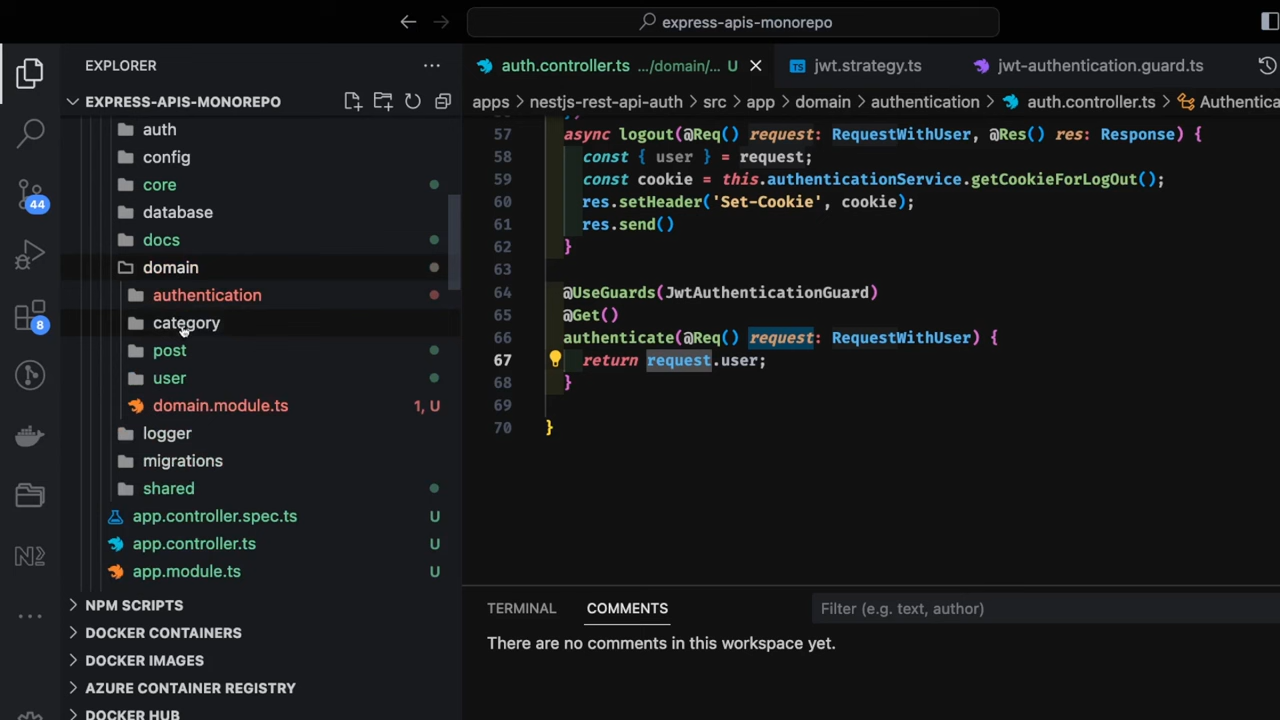 express-apis-monorepo
EXPLORER
EXPRESS-APIS-MONOREPO
auth
config
core
database
docs
domain
authentication
category
post
user
domain.module.ts 1, U
logger
migrations
shared
app.controller.spec.ts U
app.controller.ts U
app.module.ts U
NPM SCRIPTS
DOCKER CONTAINERS
DOCKER IMAGES
AZURE CONTAINER REGISTRY
DOCKER HUB
44
8
auth.controller.ts .../domain/... U
TS jwt.strategy.ts
jwt-authentication.guard.ts
apps > nestjs-rest-api-auth > src > app > domain > authentication > auth.controller.ts >
57 async logout(@Req() request: RequestWithUser, @Res() res: Response) {
58 const { user } = request;
59 const cookie = this.authenticationService.getCookieForLogOut();
60 res.setHeader('Set-Cookie', cookie);
61 res.send()
62 }
63
64 @UseGuards(JwtAuthenticationGuard)
65 @Get()
66 authenticate(@Req() request: RequestWithUser) {
67 return request.user;
68 }
69
70 }
TERMINAL COMMENTS
Filter (e.g. text, author)
There are no comments in this workspace yet.